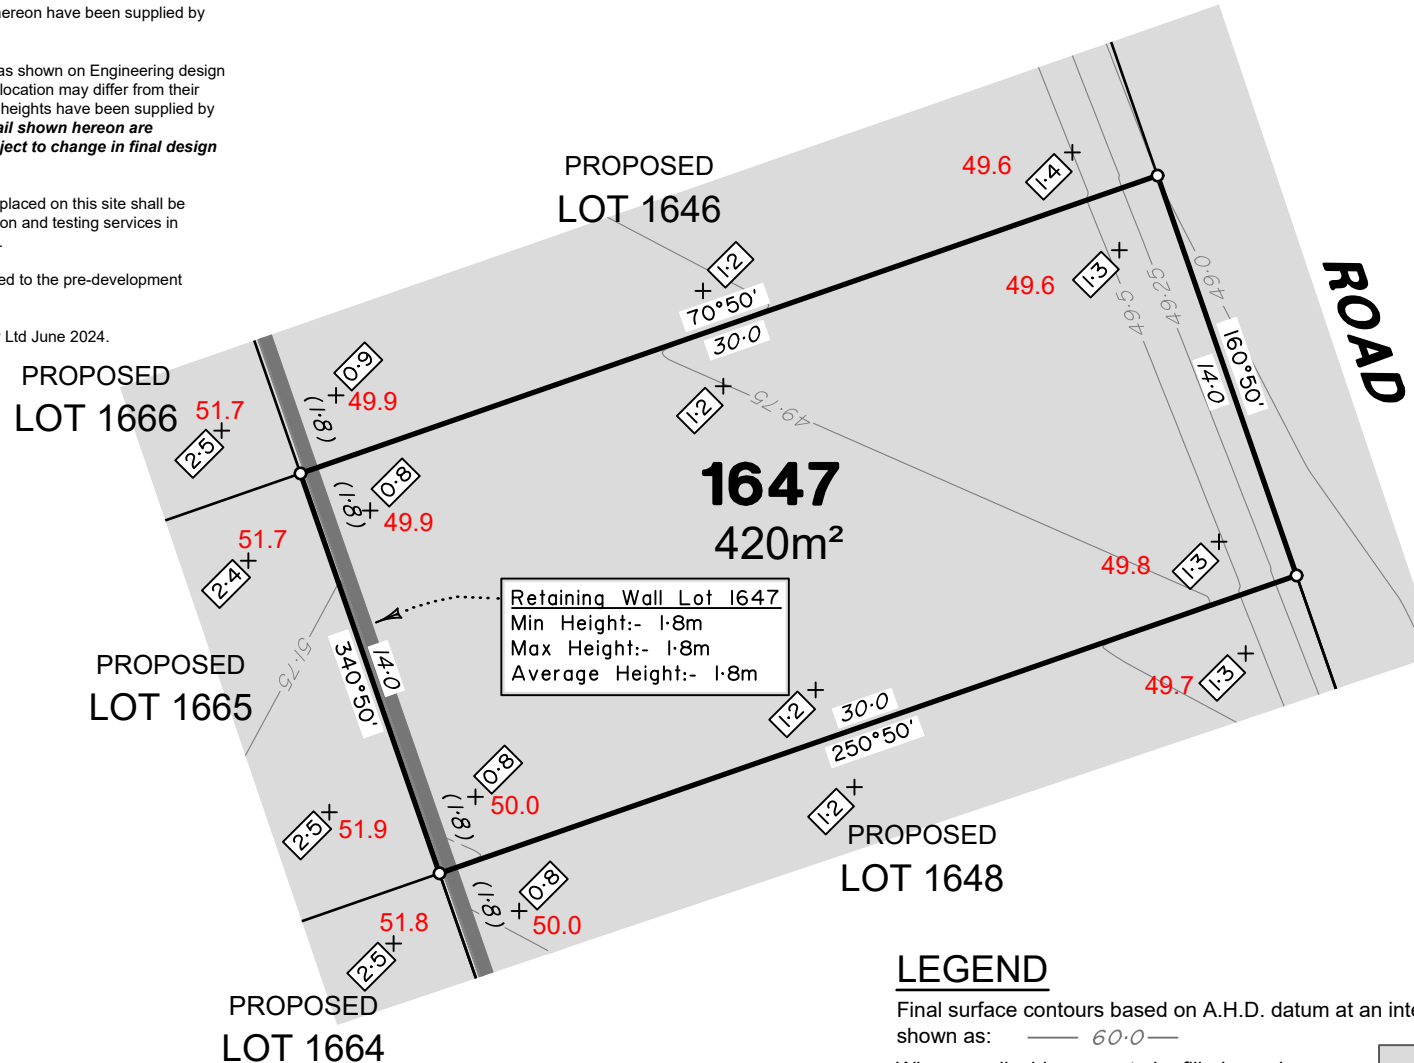 hereon have been supplied by
as shown on Engineering design
location may differ from their
heights have been supplied by
ail shown hereon are
ject to change in final design
placed on this site shall be
on and testing services in
.
ed to the pre-development
Ltd June 2024.
PROPOSED
LOT 1646
49.6
1·4
1·2
70°50'
30·0
49.6
1·3
49·5
49·25
49·0
ROAD
160°50'
14·0
PROPOSED
LOT 1666
51.7
2·5
0·9
49.9
(1·8)
0·8
(1·8)
49.9
1·2
49·75
1647
420m²
51.7
2·4
49.8
1·3
Retaining Wall Lot 1647
Min Height:- 1·8m
Max Height:- 1·8m
Average Height:- 1·8m
51·75
340°50'
14·0
PROPOSED
LOT 1665
49.7
1·3
1·2
30·0
250°50'
0·8
50.0
(1·8)
2·5
51.9
1·2
PROPOSED
LOT 1648
0·8
(1·8)
50.0
51.8
2·5
PROPOSED
LOT 1664
LEGEND
Final surface contours based on A.H.D. datum at an inte
shown as: 60·0